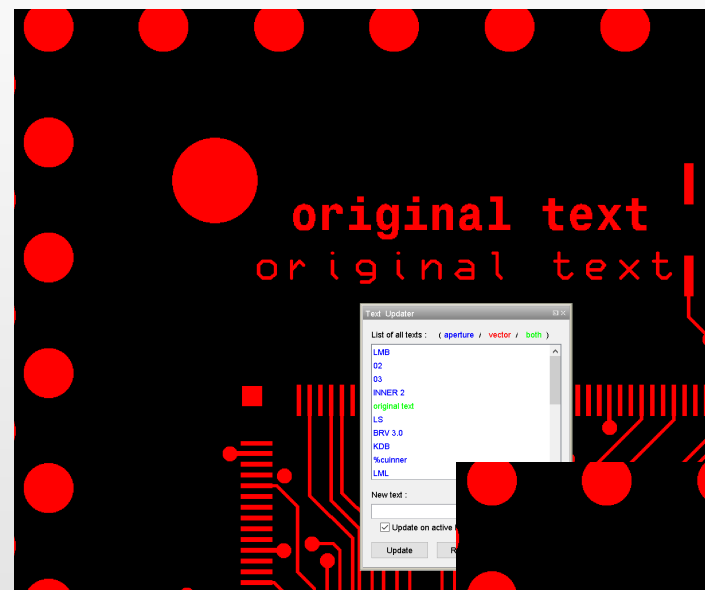 original text
original text
Text Updater
List of all texts : ( aperture / vector / both )
LMB
02
03
INNER 2
original text
LS
BRV 3.0
KDB
%cuinner
LML
New text :
Update on active
Update